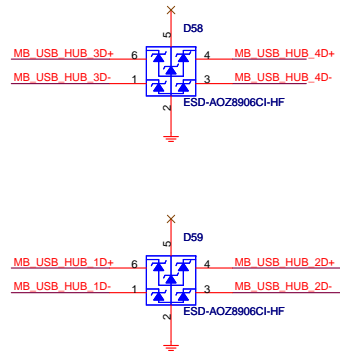 D58
5
MB_USB_HUB_3D+ 6 4 MB_USB_HUB_4D+
MB_USB_HUB_3D- 1 3 MB_USB_HUB_4D-
2 ESD-AOZ8906CI-HF
D59
5
MB_USB_HUB_1D+ 6 4 MB_USB_HUB_2D+
MB_USB_HUB_1D- 1 3 MB_USB_HUB_2D-
2 ESD-AOZ8906CI-HF